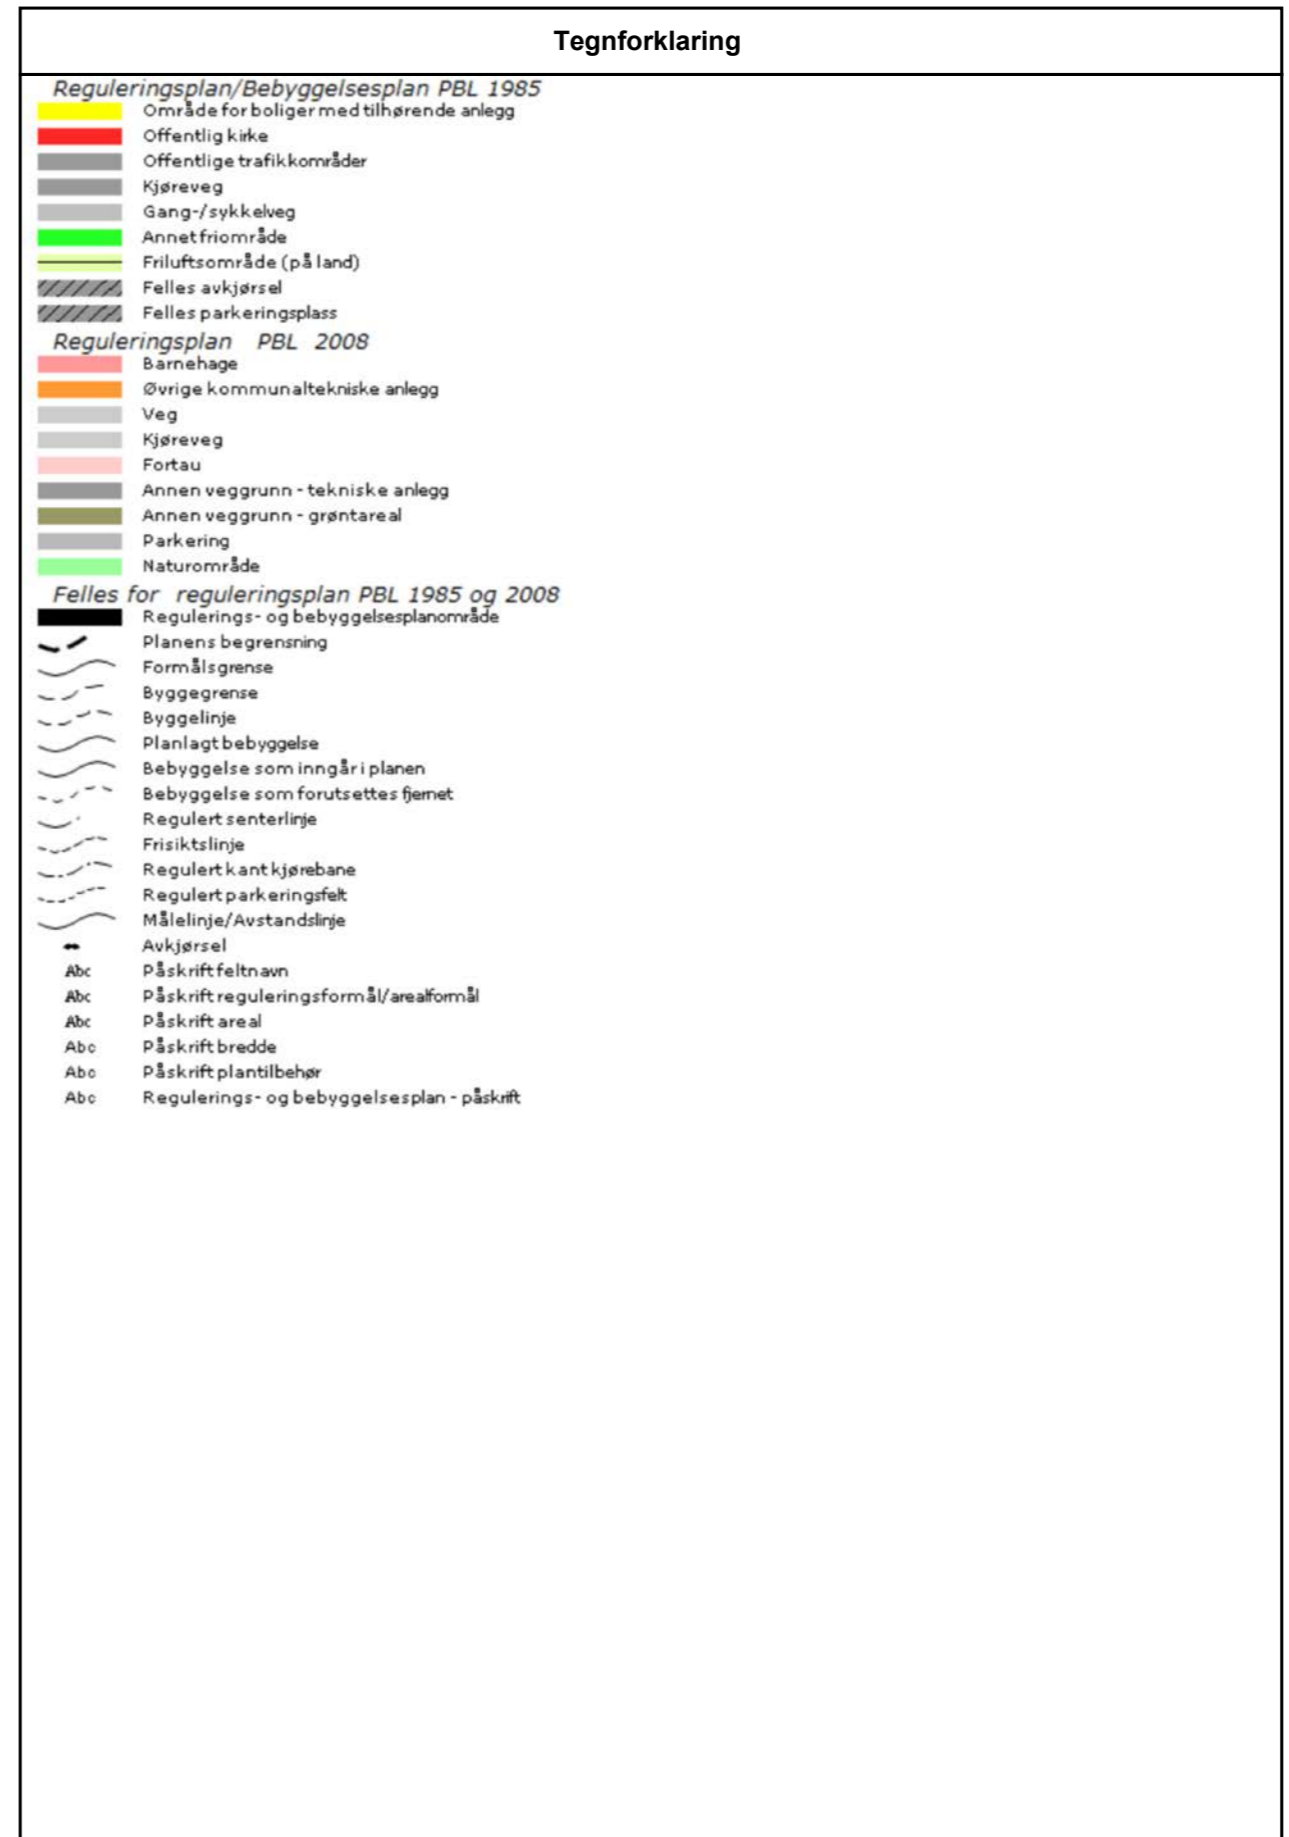 Tegnforklaring
Reguleringsplan/Bebyggelsesplan PBL 1985
Område for boliger med tilhørende anlegg
Offentlig kirke
Offentlige trafikkområder
Kjøreveg
Gang-/sykkelveg
Annet friområde
Friluftsområde (på land)
Felles avkjørsel
Felles parkeringsplass
Reguleringsplan PBL 2008
Barnehage
Øvrige kommunaltekniske anlegg
Veg
Kjøreveg
Fortau
Annen veggrunn - tekniske anlegg
Annen veggrunn - grøntareal
Parkering
Naturområde
Felles for reguleringsplan PBL 1985 og 2008
Regulerings- og bebyggelsesplanområde
Planens begrensning
Formålsgrense
Byggegrense
Byggelinje
Planlagt bebyggelse
Bebyggelse som inngår i planen
Bebyggelse som forutsettes fjernet
Regulert senterlinje
Frisiktslinje
Regulert kant kjørebane
Regulert parkeringsfelt
Målelinje/Avstandslinje
Avkjørsel
Abc Påskrift feltnavn
Abc Påskrift reguleringsformål/arealformål
Abc Påskrift areal
Abc Påskrift bredde
Abc Påskrift plantilbehør
Abc Regulerings- og bebyggelsesplan - påskrift